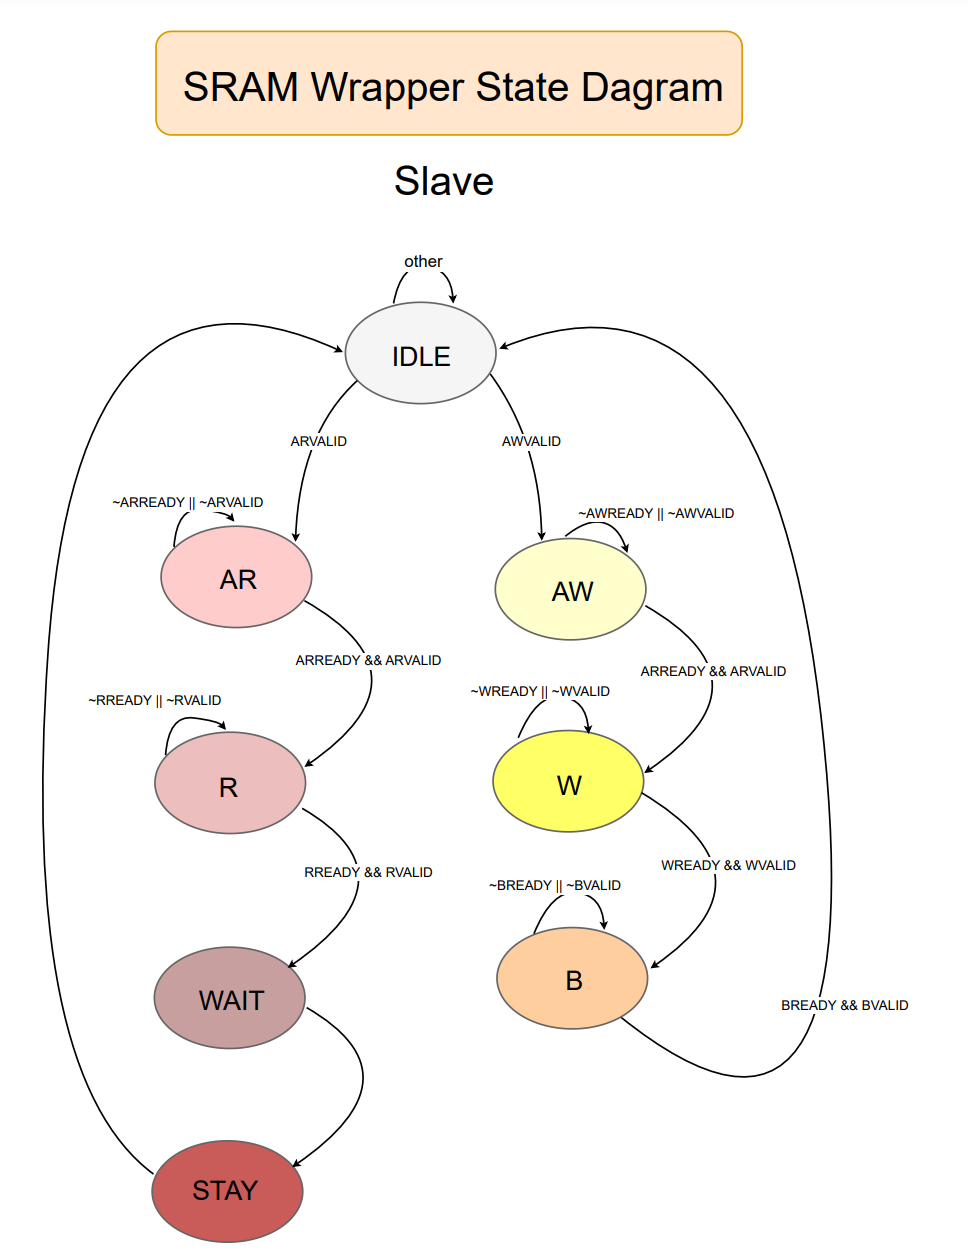 SRAM Wrapper State Dagram
Slave
other
IDLE
ARVALID
AWVALID
~ARREADY || ~ARVALID
~AWREADY || ~AWVALID
AR
AW
ARREADY && ARVALID
ARREADY && ARVALID
~RREADY || ~RVALID
~WREADY || ~WVALID
R
W
RREADY && RVALID
WREADY && WVALID
~BREADY || ~BVALID
WAIT
B
BREADY && BVALID
STAY